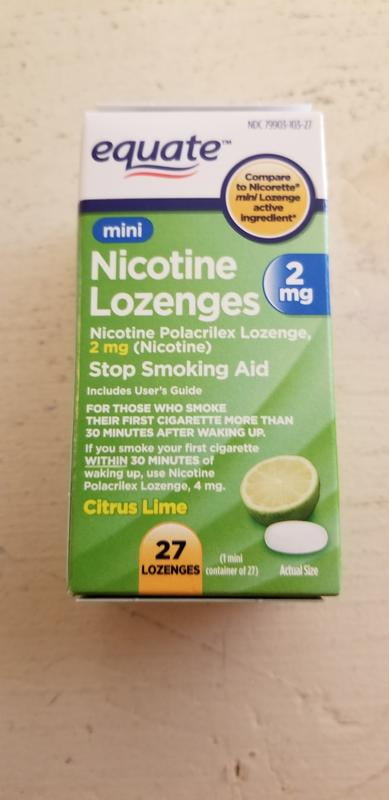 NDC 79903-103-27
equate™
Compare
to Nicorette®
mini Lozenge
active
ingredient*
mini
Nicotine
Lozenges
2
mg
Nicotine Polacrilex Lozenge,
2 mg (Nicotine)
Stop Smoking Aid
Includes User's Guide
FOR THOSE WHO SMOKE
THEIR FIRST CIGARETTE MORE THAN
30 MINUTES AFTER WAKING UP.
If you smoke your first cigarette
WITHIN 30 MINUTES of
waking up, use Nicotine
Polacrilex Lozenge, 4 mg.
Citrus Lime
27
LOZENGES
(1 mini
container of 27)
Actual Size